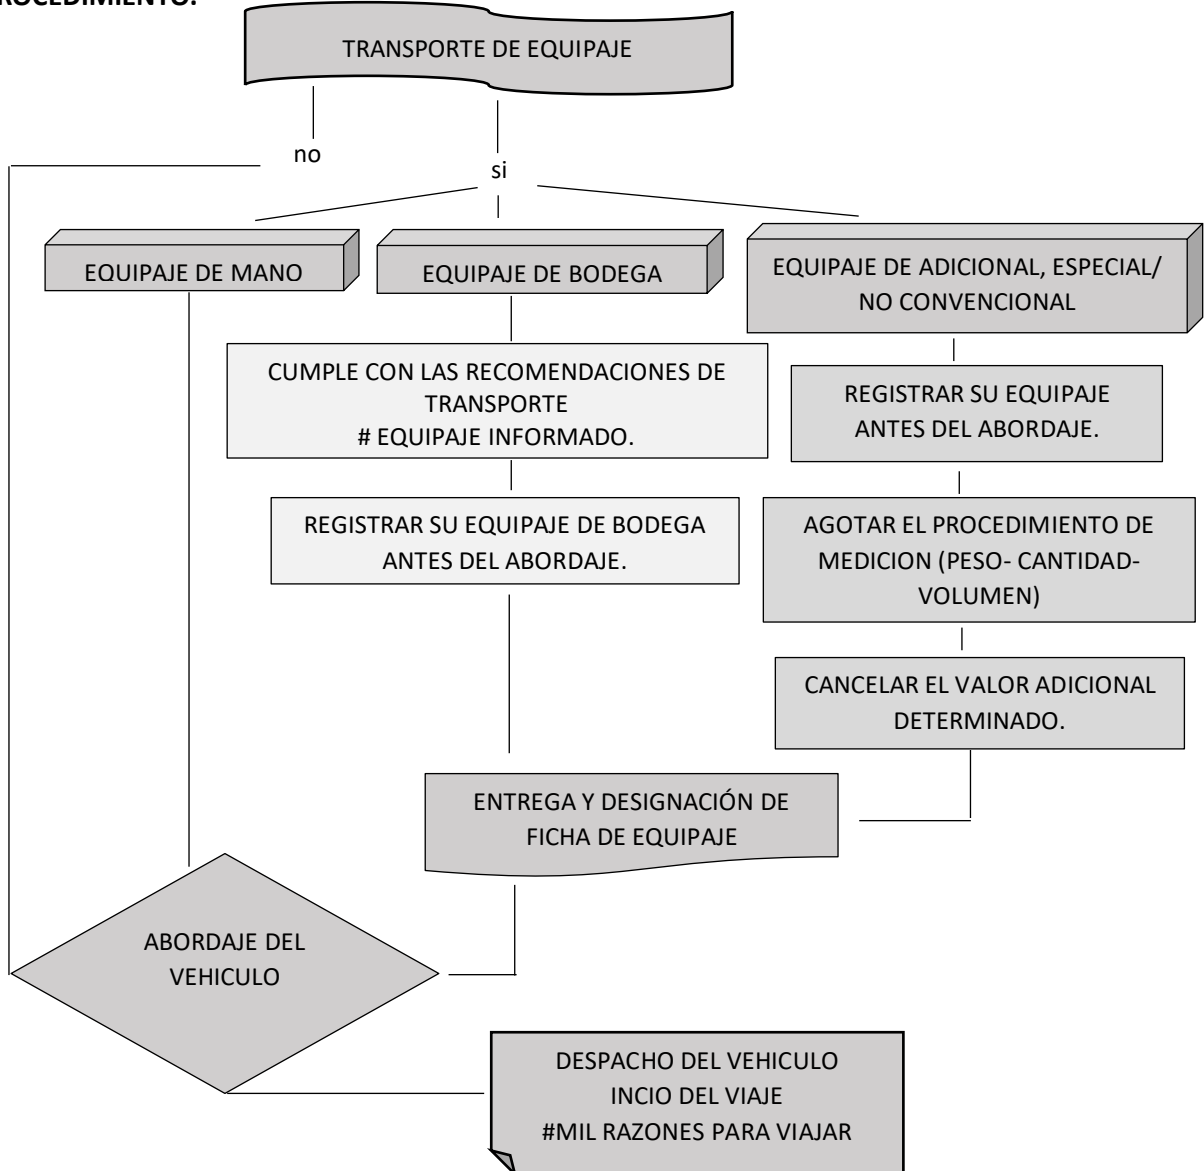 PROCEDIMIENTO:
TRANSPORTE DE EQUIPAJE
no
si
EQUIPAJE DE MANO
EQUIPAJE DE BODEGA
EQUIPAJE DE ADICIONAL, ESPECIAL/
NO CONVENCIONAL
CUMPLE CON LAS RECOMENDACIONES DE
TRANSPORTE
# EQUIPAJE INFORMADO.
REGISTRAR SU EQUIPAJE
ANTES DEL ABORDAJE.
REGISTRAR SU EQUIPAJE DE BODEGA
ANTES DEL ABORDAJE.
AGOTAR EL PROCEDIMIENTO DE
MEDICION (PESO- CANTIDAD-
VOLUMEN)
CANCELAR EL VALOR ADICIONAL
DETERMINADO.
ENTREGA Y DESIGNACIÓN DE
FICHA DE EQUIPAJE
ABORDAJE DEL
VEHICULO
DESPACHO DEL VEHICULO
INCIO DEL VIAJE
#MIL RAZONES PARA VIAJAR